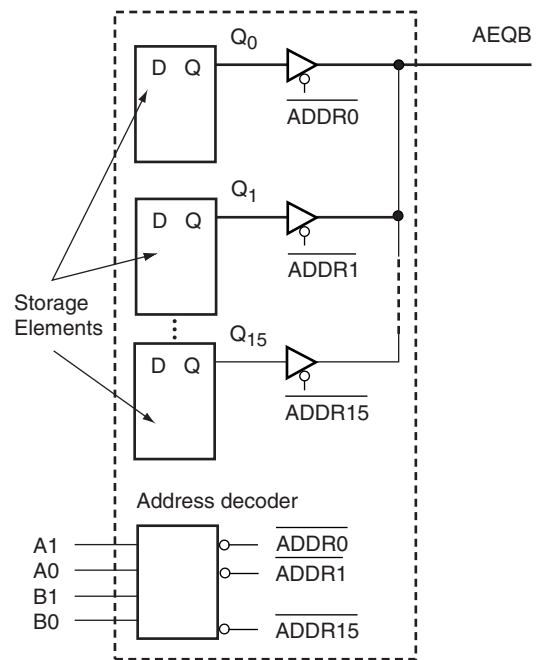 AEQB
Q0
D Q
ADDR0
Q1
D Q
ADDR1
Storage
Elements
Q15
D Q
ADDR15
Address decoder
A1
A0
B1
B0
ADDR0
ADDR1
ADDR15